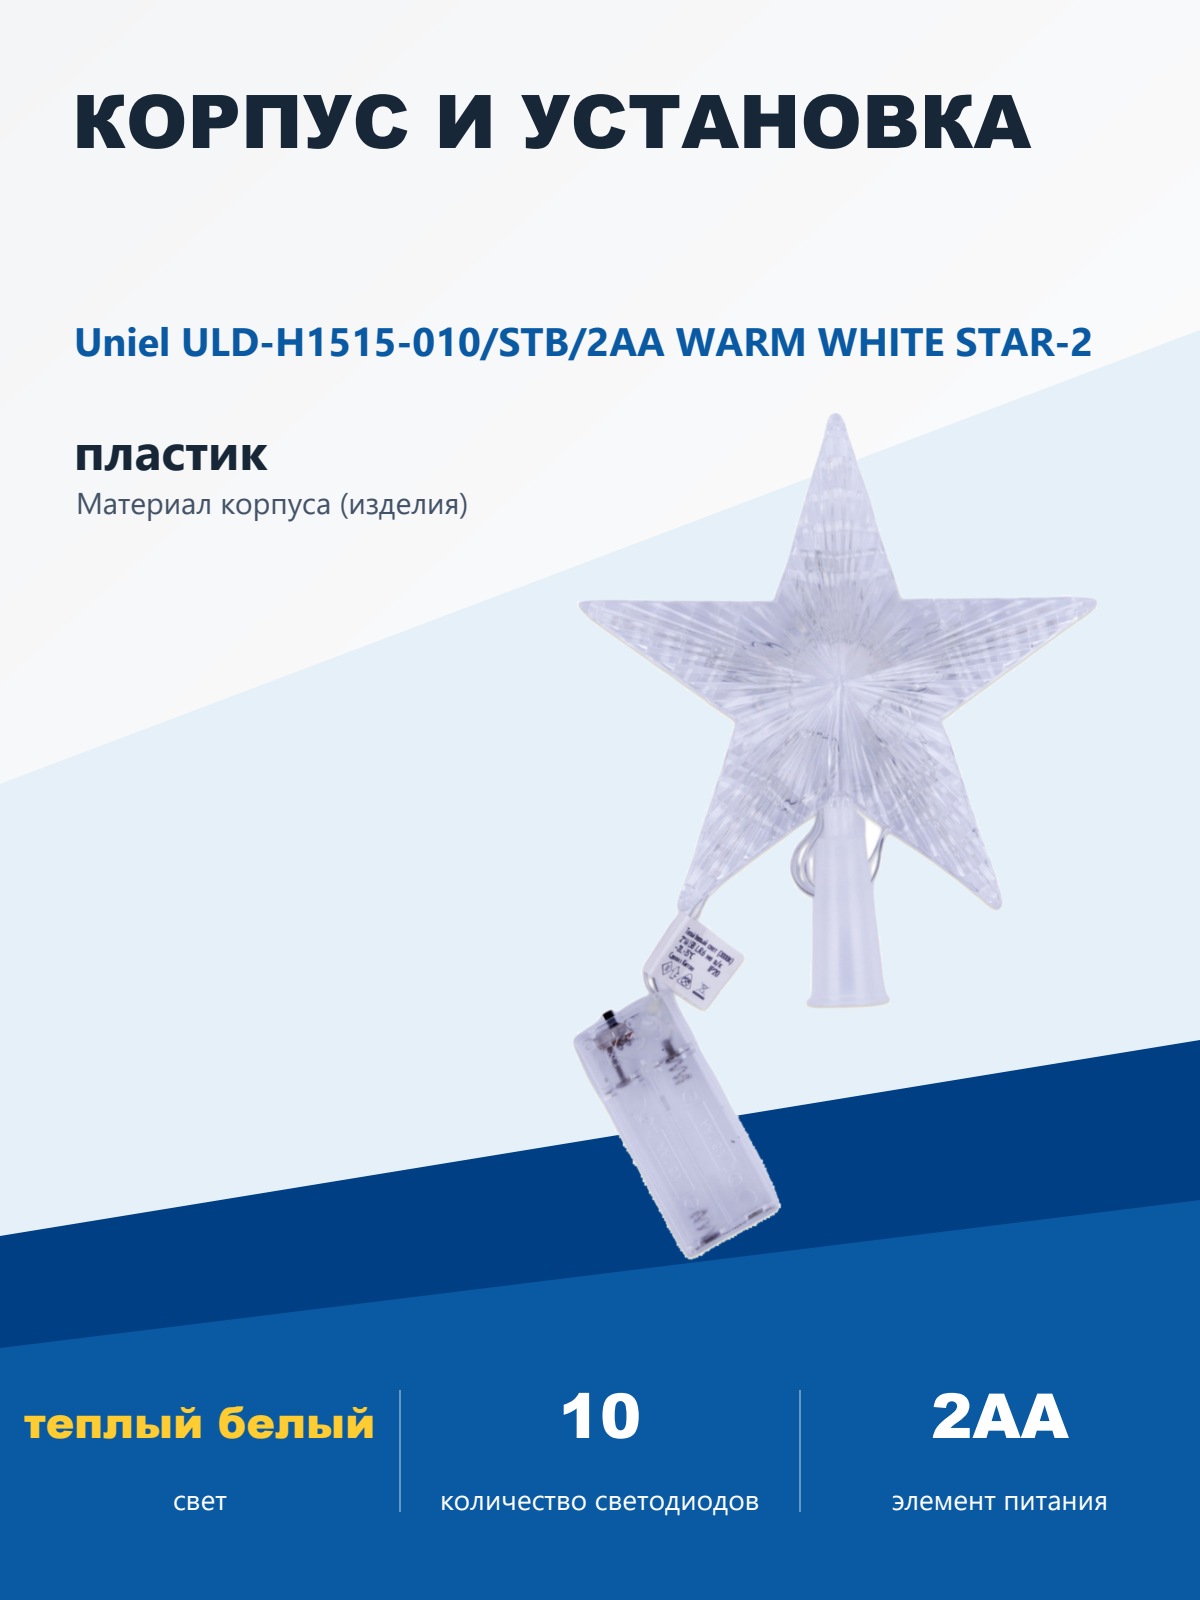 КОРПУС И УСТАНОВКА
Uniel ULD-H1515-010/STB/2AA WARM WHITE STAR-2
пластик
Материал корпуса (изделия)
IP20
теплый белый
свет
10
количество светодиодов
2AA
элемент питания